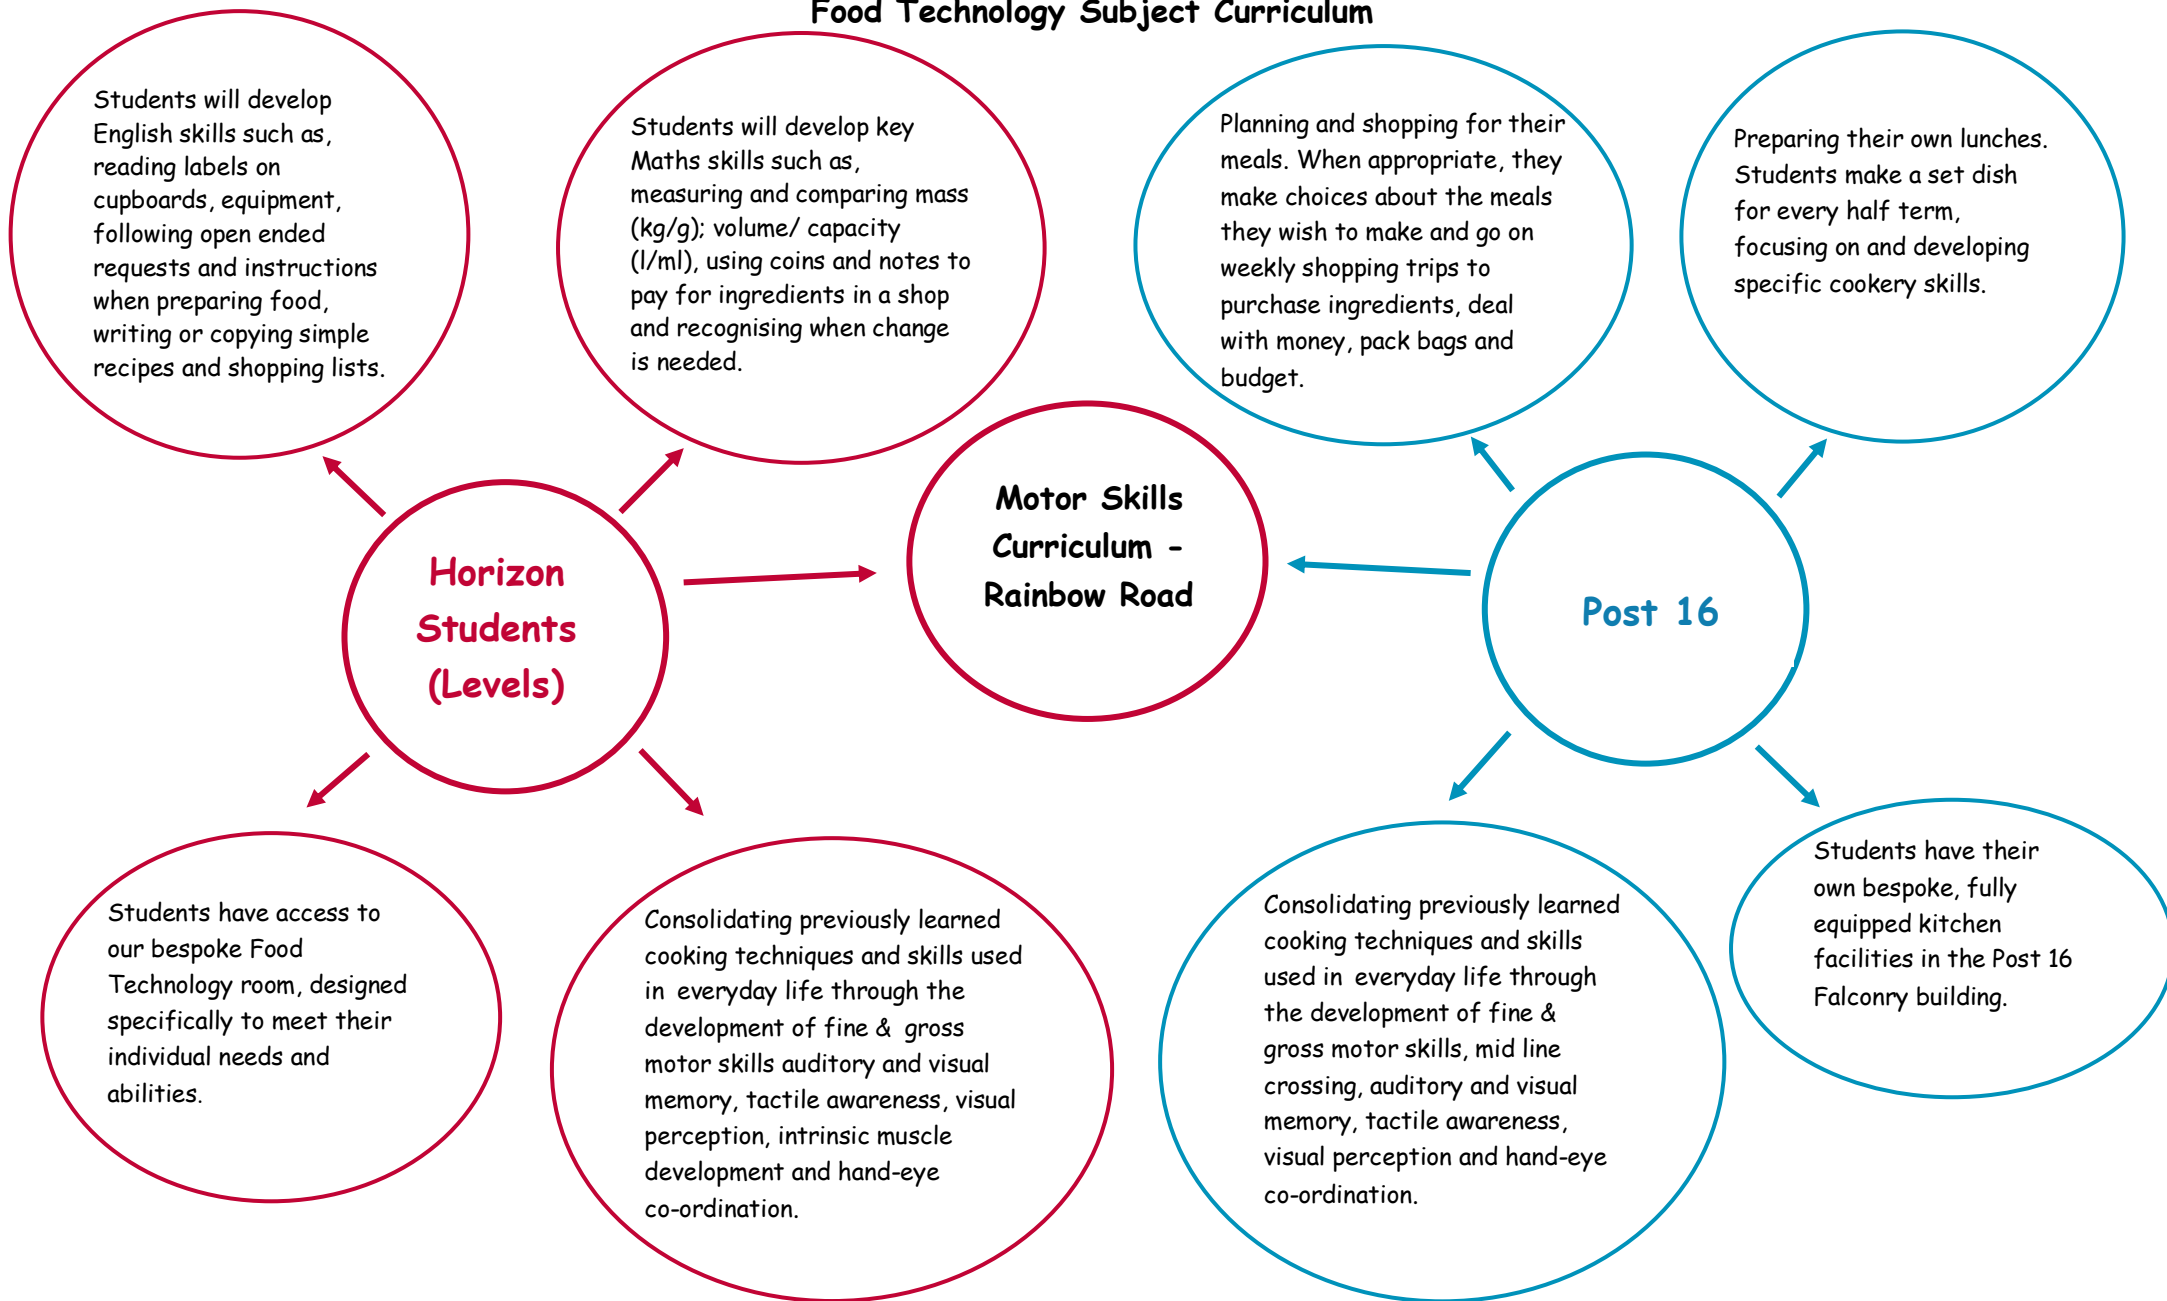 Food Technology Subject Curriculum
Students will develop
English skills such as,
reading labels on
cupboards, equipment,
following open ended
requests and instructions
when preparing food,
writing or copying simple
recipes and shopping lists.
Students will develop key
Maths skills such as,
measuring and comparing mass
(kg/g); volume/ capacity
(l/ml), using coins and notes to
pay for ingredients in a shop
and recognising when change
is needed.
Planning and shopping for their
meals. When appropriate, they
make choices about the meals
they wish to make and go on
weekly shopping trips to
purchase ingredients, deal
with money, pack bags and
budget.
Preparing their own lunches.
Students make a set dish
for every half term,
focusing on and developing
specific cookery skills.
Horizon
Students
(Levels)
Motor Skills
Curriculum -
Rainbow Road
Post 16
Students have access to
our bespoke Food
Technology room, designed
specifically to meet their
individual needs and
abilities.
Consolidating previously learned
cooking techniques and skills used
in everyday life through the
development of fine & gross
motor skills auditory and visual
memory, tactile awareness, visual
perception, intrinsic muscle
development and hand-eye
co-ordination.
Consolidating previously learned
cooking techniques and skills
used in everyday life through
the development of fine &
gross motor skills, mid line
crossing, auditory and visual
memory, tactile awareness,
visual perception and hand-eye
co-ordination.
Students have their
own bespoke, fully
equipped kitchen
facilities in the Post 16
Falconry building.